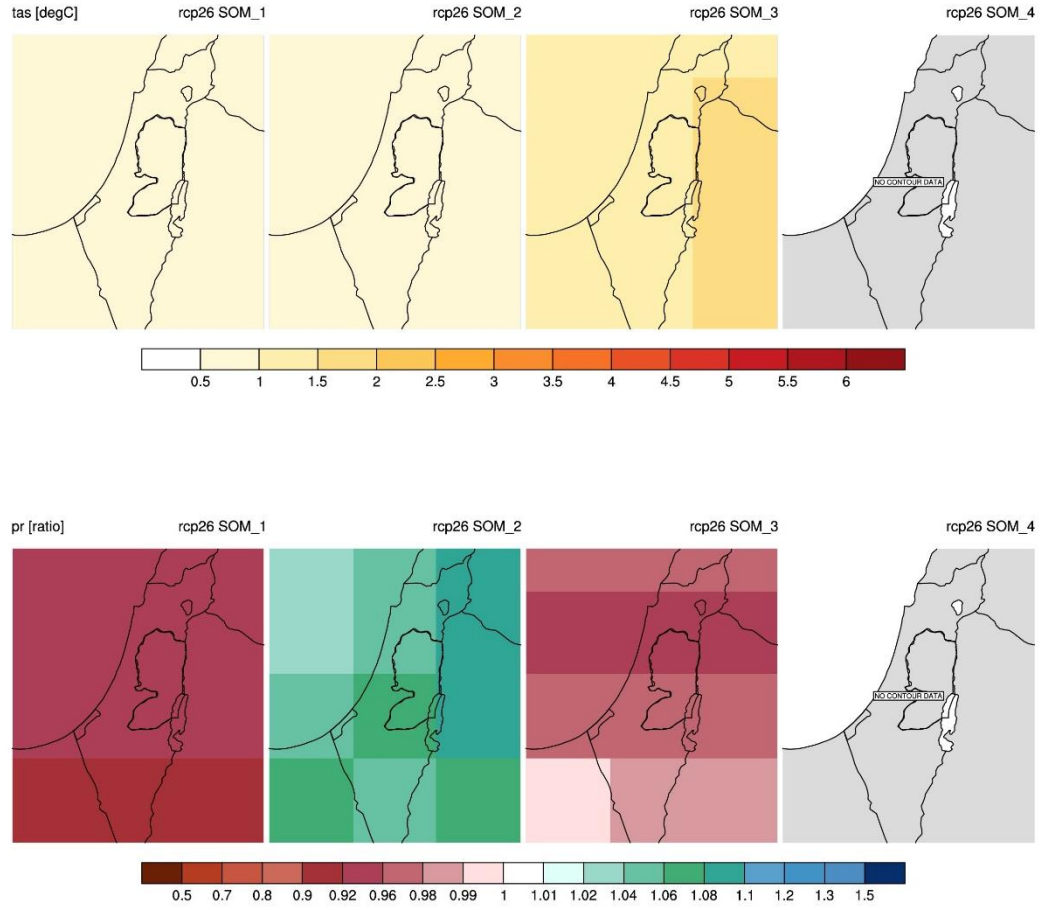 tas [degC] rcp26 SOM_1 rcp26 SOM_2 rcp26 SOM_3 rcp26 SOM_4
NO CONTOUR DATA
0.5 1 1.5 2 2.5 3 3.5 4 4.5 5 5.5 6
pr [ratio] rcp26 SOM_1 rcp26 SOM_2 rcp26 SOM_3 rcp26 SOM_4
NO CONTOUR DATA
0.5 0.7 0.8 0.9 0.92 0.96 0.98 0.99 1 1.01 1.02 1.04 1.06 1.08 1.1 1.2 1.3 1.5